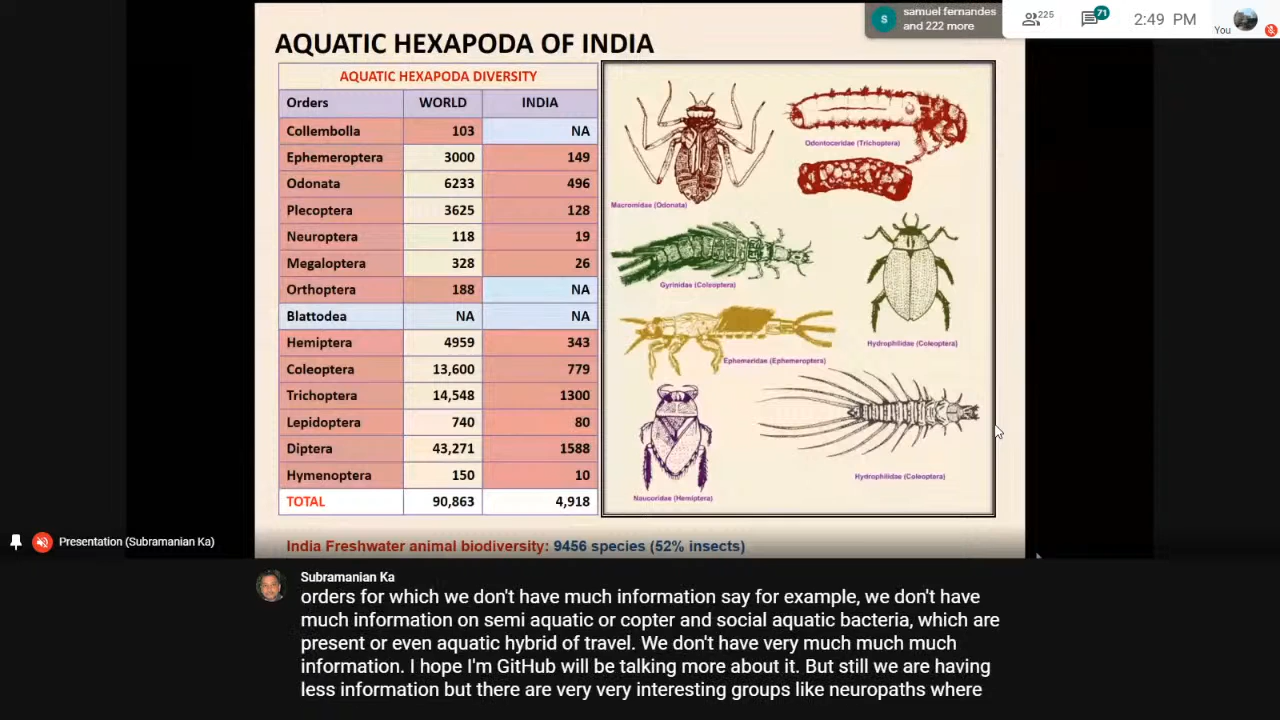 samuel fernandes
and 222 more
225
71
2:49 PM
You
S
AQUATIC HEXAPODA OF INDIA
AQUATIC HEXAPODA DIVERSITY
Orders WORLD INDIA
Collembolla 103 NA
Ephemeroptera 3000 149
Odonata 6233 496
Plecoptera 3625 128
Neuroptera 118 19
Megaloptera 328 26
Orthoptera 188 NA
Blattodea NA NA
Hemiptera 4959 343
Coleoptera 13,600 779
Trichoptera 14,548 1300
Lepidoptera 740 80
Diptera 43,271 1588
Hymenoptera 150 10
TOTAL 90,863 4,918
Odontoceridae (Trichoptera)
Macromidae (Odonata)
Gyrinidae (Coleoptera)
Hydrophilidae (Coleoptera)
Ephemeridae (Ephemeroptera)
Hydrophilidae (Coleoptera)
Naucoridae (Hemiptera)
Presentation (Subramanian Ka)
India Freshwater animal biodiversity: 9456 species (52% insects)
Subramanian Ka
orders for which we don't have much information say for example, we don't have
much information on semi aquatic or copter and social aquatic bacteria, which are
present or even aquatic hybrid of travel. We don't have very much much much
information. I hope I'm GitHub will be talking more about it. But still we are having
less information but there are very very interesting groups like neuropaths where